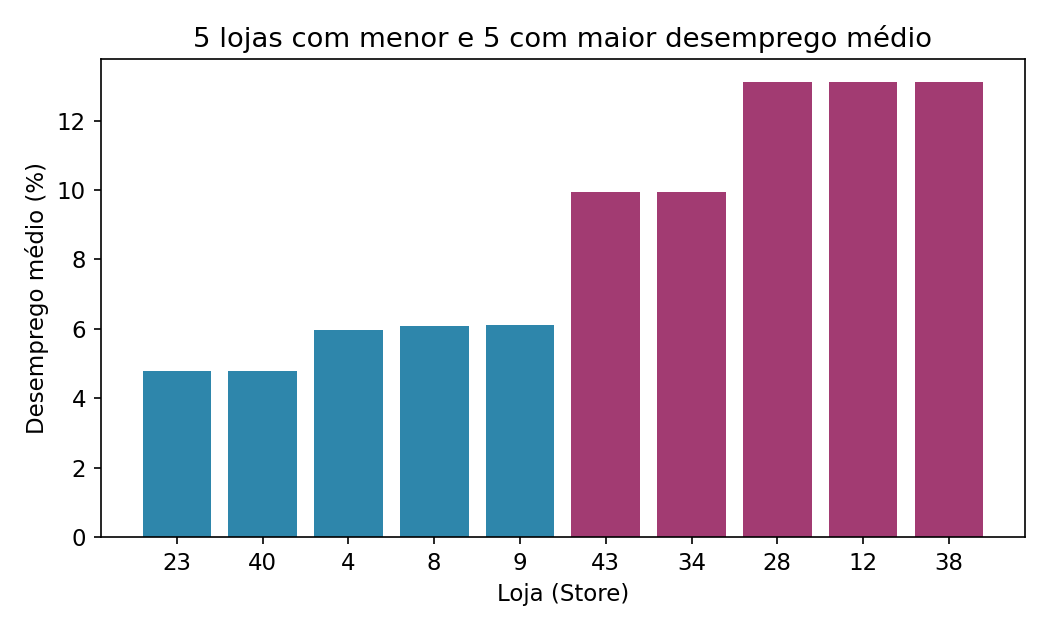 5 lojas com menor e 5 com maior desemprego médio
Desemprego médio (%)
12
10
8
6
4
2
0
23 40 4 8 9 43 34 28 12 38
Loja (Store)